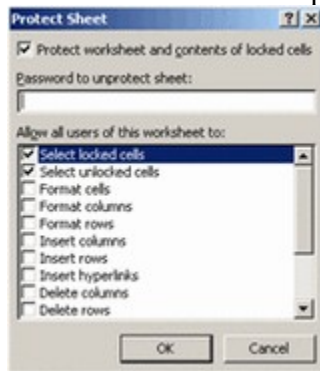 Protect Sheet
Protect worksheet and contents of locked cells
Password to unprotect sheet:
Allow all users of this worksheet to:
Select locked cells
Select unlocked cells
Format cells
Format columns
Format rows
Insert columns
Insert rows
Insert hyperlinks
Delete columns
Delete rows
OK Cancel